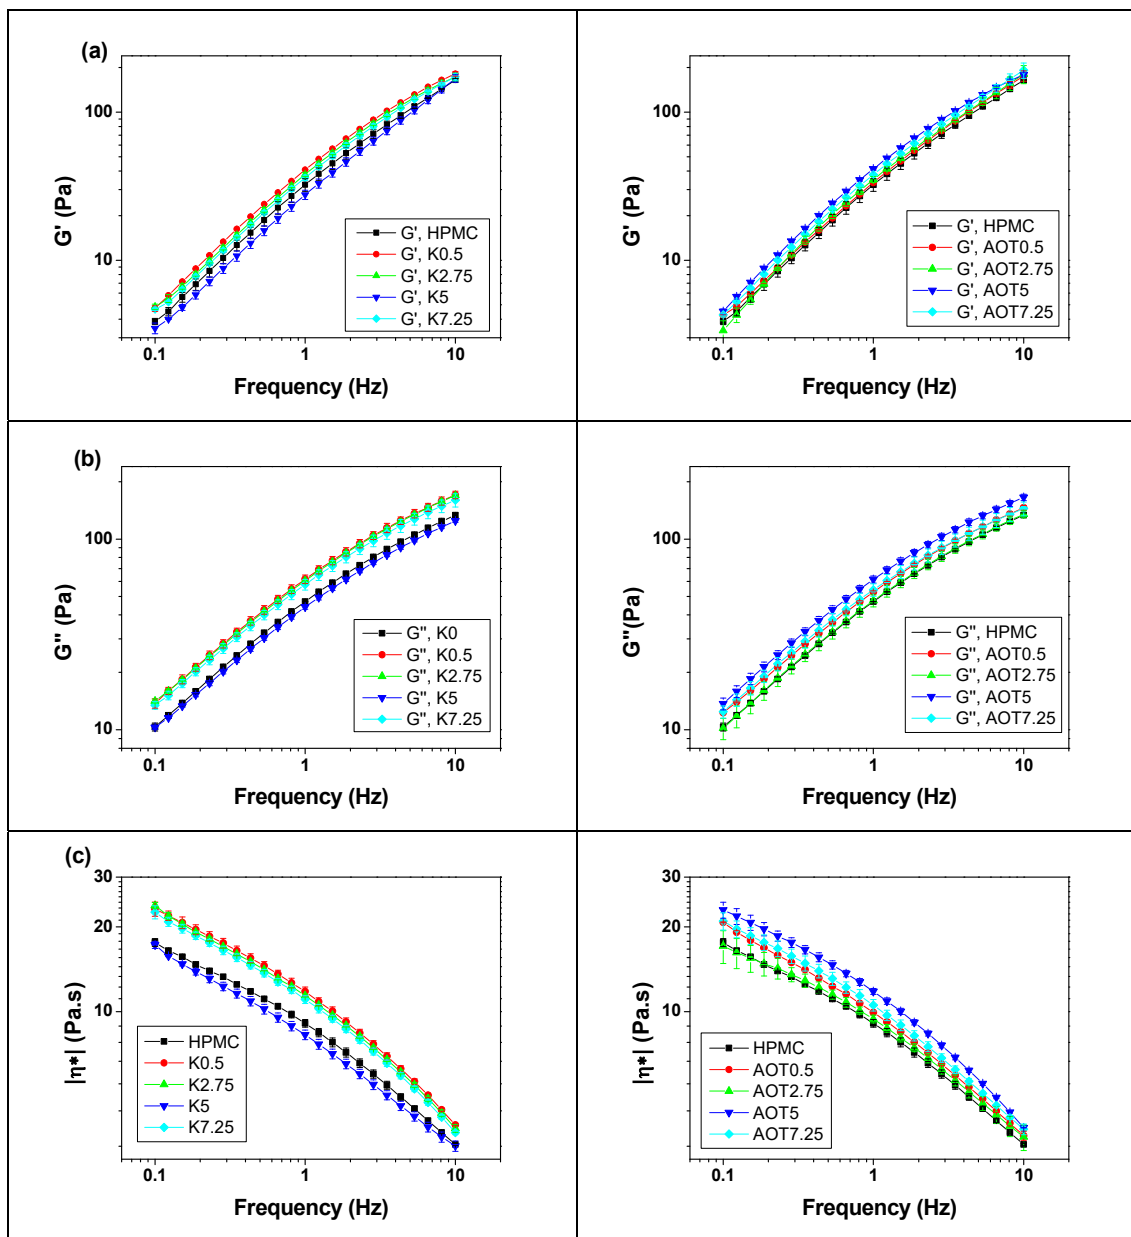 (a)
G' (Pa)
100
10
G', HPMC
G', K0.5
G', K2.75
G', K5
G', K7.25
0.1
1
10
Frequency (Hz)
G' (Pa)
100
10
G', HPMC
G', AOT0.5
G', AOT2.75
G', AOT5
G', AOT7.25
0.1
1
10
Frequency (Hz)
(b)
G'' (Pa)
100
10
G'', K0
G'', K0.5
G'', K2.75
G'', K5
G'', K7.25
0.1
1
10
Frequency (Hz)
G''(Pa)
100
10
G'', HPMC
G'', AOT0.5
G'', AOT2.75
G'', AOT5
G'', AOT7.25
0.1
1
10
Frequency (Hz)
(c)
|η*| (Pa.s)
30
20
10
HPMC
K0.5
K2.75
K5
K7.25
0.1
1
10
Frequency (Hz)
|η*| (Pa.s)
30
20
10
HPMC
AOT0.5
AOT2.75
AOT5
AOT7.25
0.1
1
10
Frequency (Hz)